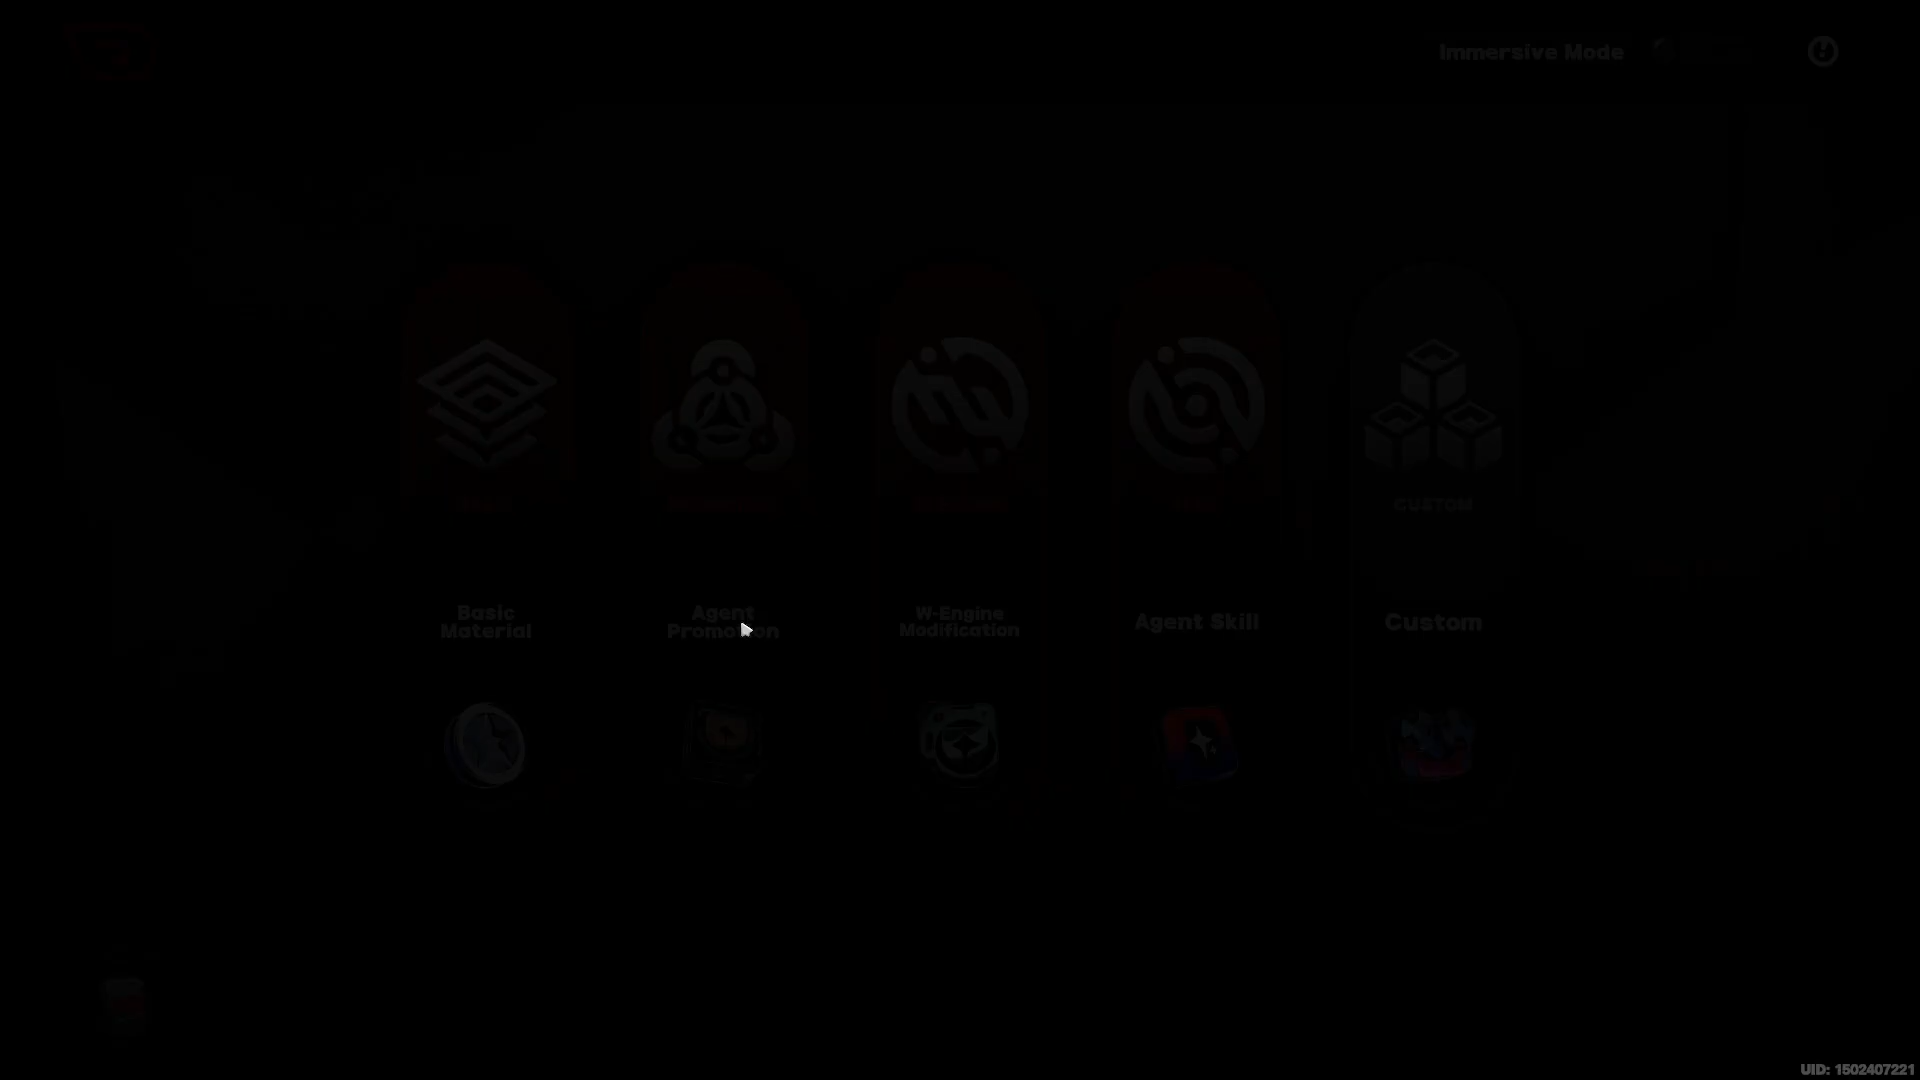 Immersive Mode
CUSTOM
Basic
Material
Agent
Promotion
W-Engine
Modification
Agent Skill
Custom
UID: 1502407221